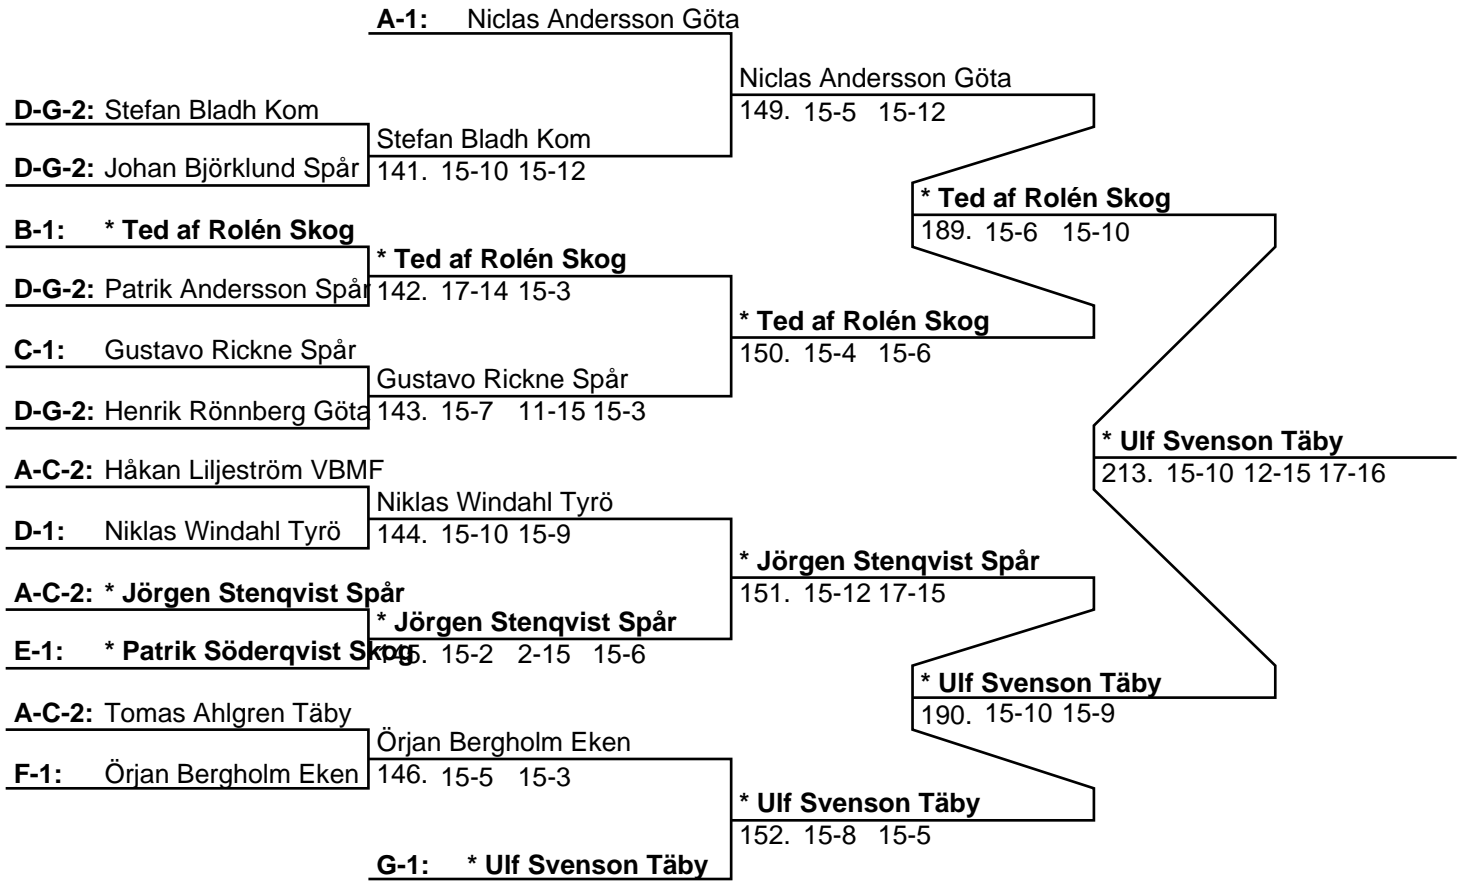 A-1: Niclas Andersson Göta
Niclas Andersson Göta
149. 15-5 15-12
D-G-2: Stefan Bladh Kom
Stefan Bladh Kom
141. 15-10 15-12
D-G-2: Johan Björklund Spår
* Ted af Rolén Skog
189. 15-6 15-10
B-1: * Ted af Rolén Skog
* Ted af Rolén Skog
142. 17-14 15-3
D-G-2: Patrik Andersson Spår
* Ted af Rolén Skog
150. 15-4 15-6
C-1: Gustavo Rickne Spår
Gustavo Rickne Spår
143. 15-7 11-15 15-3
D-G-2: Henrik Rönnberg Göta
* Ulf Svenson Täby
213. 15-10 12-15 17-16
A-C-2: Håkan Liljeström VBMF
Niklas Windahl Tyrö
144. 15-10 15-9
D-1: Niklas Windahl Tyrö
* Jörgen Stenqvist Spår
151. 15-12 17-15
A-C-2: * Jörgen Stenqvist Spår
* Jörgen Stenqvist Spår
145. 15-2 2-15 15-6
E-1: * Patrik Söderqvist Skog
* Ulf Svenson Täby
190. 15-10 15-9
A-C-2: Tomas Ahlgren Täby
Örjan Bergholm Eken
146. 15-5 15-3
F-1: Örjan Bergholm Eken
* Ulf Svenson Täby
152. 15-8 15-5
G-1: * Ulf Svenson Täby